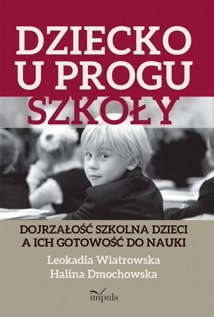 DZIECKO
U PROGU
SZKOŁY
DOJRZAŁOŚĆ SZKOLNA DZIECI
A ICH GOTOWOŚĆ DO NAUKI
Leokadia Wiatrowska
Halina Dmochowska
impuls